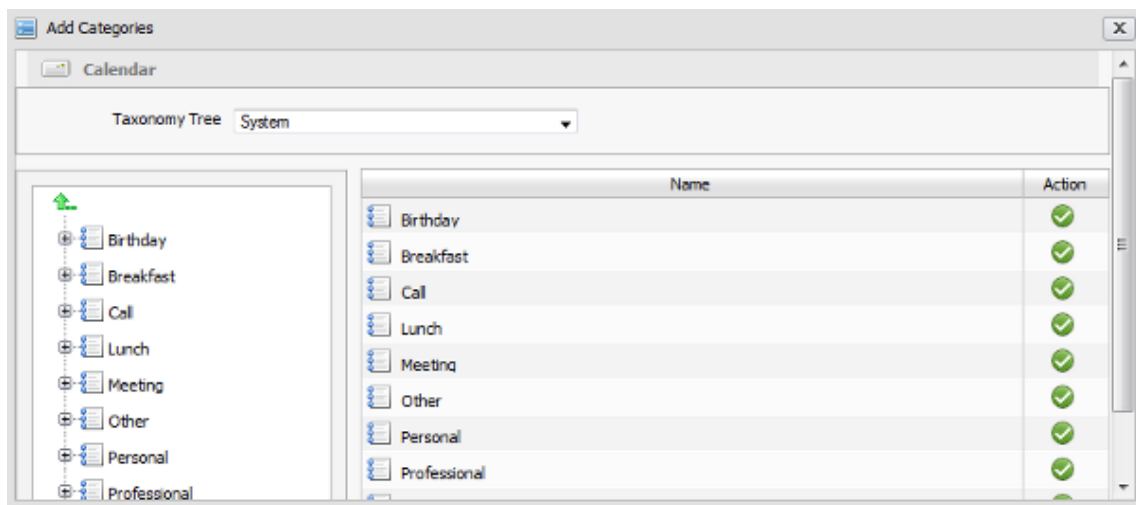 Add Categories
X
Calendar
Taxonomy Tree System
Birthday
Breakfast
Call
Lunch
Meeting
Other
Personal
Professional
Name Action
Birthday
Breakfast
Call
Lunch
Meeting
Other
Personal
Professional